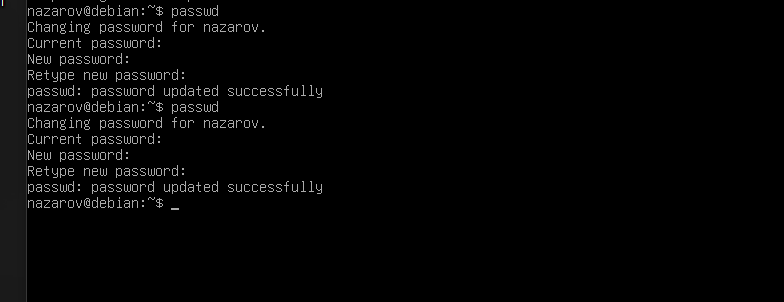 nazarov@debian:~$ passwd
Changing password for nazarov.
Current password:
New password:
Retype new password:
passwd: password updated successfully
nazarov@debian:~$ passwd
Changing password for nazarov.
Current password:
New password:
Retype new password:
passwd: password updated successfully
nazarov@debian:~$ _